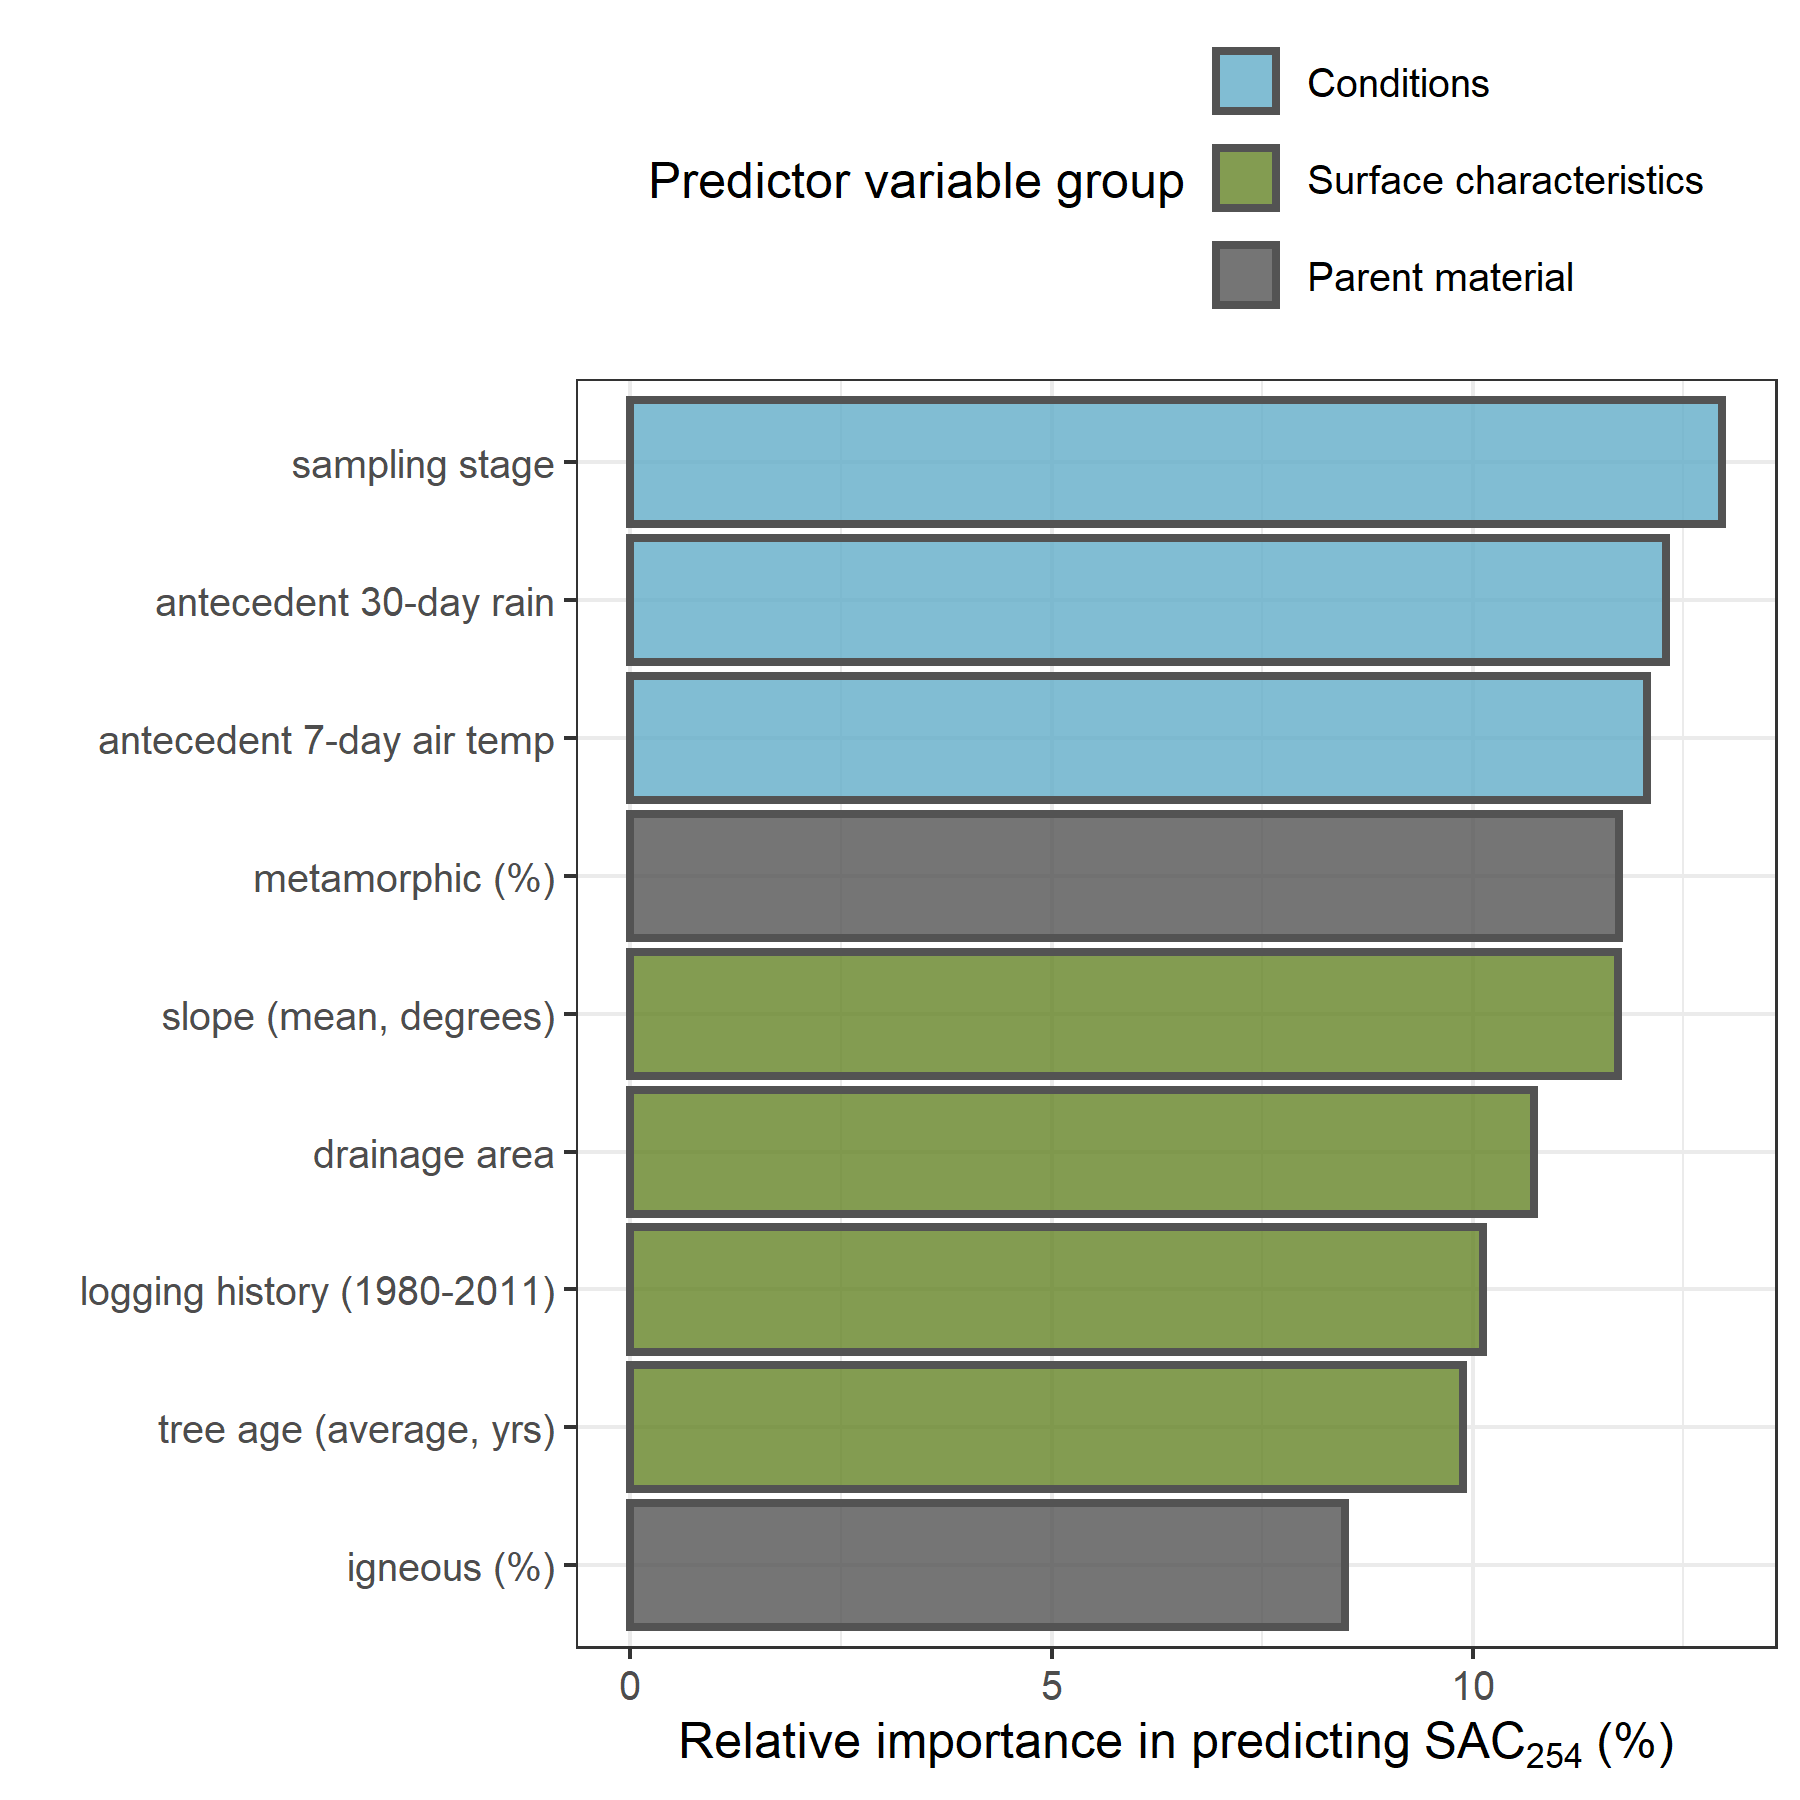 Conditions
Predictor variable group
Surface characteristics
Parent material
sampling stage
antecedent 30-day rain
antecedent 7-day air temp
metamorphic (%)
slope (mean, degrees)
drainage area
logging history (1980-2011)
tree age (average, yrs)
igneous (%)
0 5 10
Relative importance in predicting SAC₂₅₄ (%)